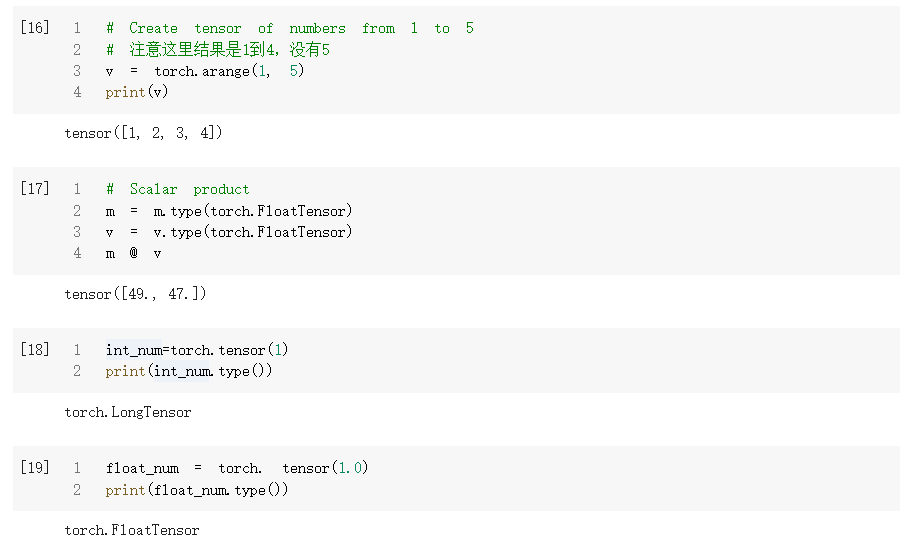 [16] 1 # Create tensor of numbers from 1 to 5
2 # 注意这里结果是1到4，没有5
3 v = torch.arange(1, 5)
4 print(v)
tensor([1, 2, 3, 4])
[17] 1 # Scalar product
2 m = m.type(torch.FloatTensor)
3 v = v.type(torch.FloatTensor)
4 m @ v
tensor([49., 47.])
[18] 1 int_num=torch.tensor(1)
2 print(int_num.type())
torch.LongTensor
[19] 1 float_num = torch. tensor(1.0)
2 print(float_num.type())
torch.FloatTensor